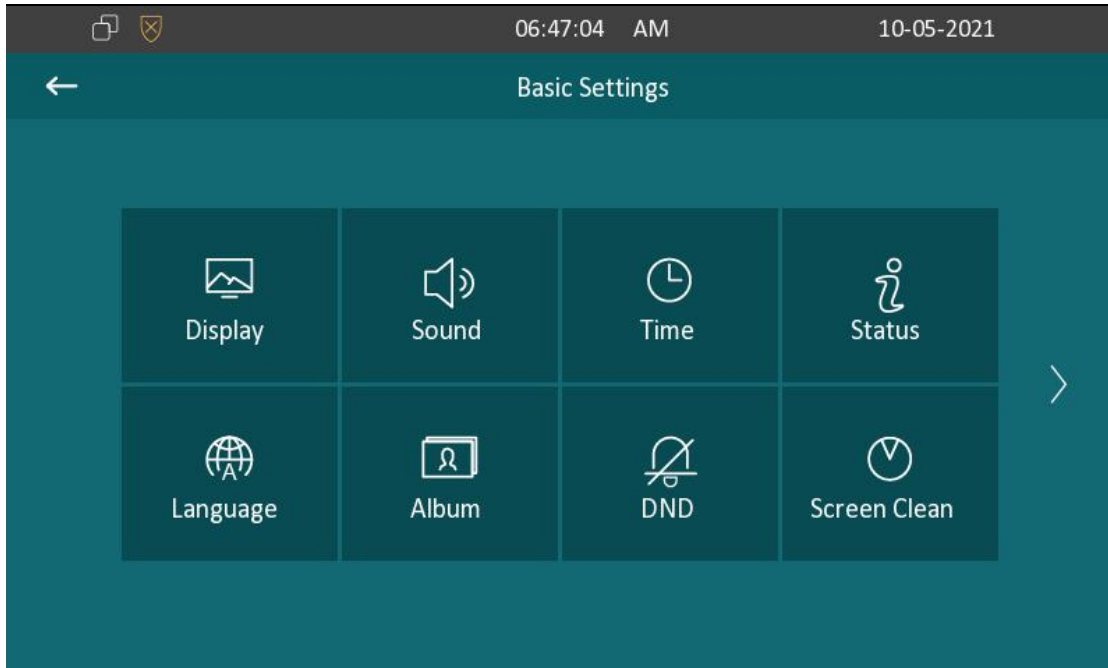 06:47:04 AM 10-05-2021
Basic Settings
Display Sound Time Status
Language Album DND Screen Clean